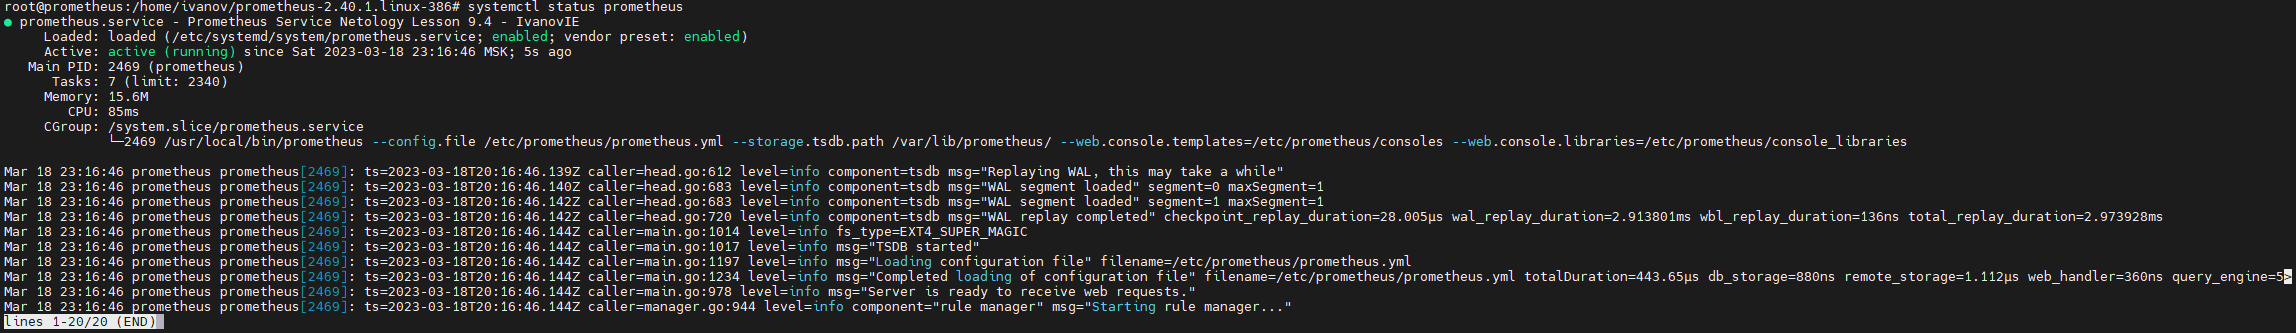 root@prometheus:/home/ivanov/prometheus-2.40.1.linux-386# systemctl status prometheus
● prometheus.service - Prometheus Service Netology Lesson 9.4 - IvanovIE
Loaded: loaded (/etc/systemd/system/prometheus.service; enabled; vendor preset: enabled)
Active: active (running) since Sat 2023-03-18 23:16:46 MSK; 5s ago
Main PID: 2469 (prometheus)
Tasks: 7 (limit: 2340)
Memory: 15.6M
CPU: 85ms
CGroup: /system.slice/prometheus.service
└─2469 /usr/local/bin/prometheus --config.file /etc/prometheus/prometheus.yml --storage.tsdb.path /var/lib/prometheus/ --web.console.templates=/etc/prometheus/consoles --web.console.libraries=/etc/prometheus/console_libraries
Mar 18 23:16:46 prometheus prometheus[2469]: ts=2023-03-18T20:16:46.139Z caller=head.go:612 level=info component=tsdb msg="Replaying WAL, this may take a while"
Mar 18 23:16:46 prometheus prometheus[2469]: ts=2023-03-18T20:16:46.140Z caller=head.go:683 level=info component=tsdb msg="WAL segment loaded" segment=0 maxSegment=1
Mar 18 23:16:46 prometheus prometheus[2469]: ts=2023-03-18T20:16:46.142Z caller=head.go:683 level=info component=tsdb msg="WAL segment loaded" segment=1 maxSegment=1
Mar 18 23:16:46 prometheus prometheus[2469]: ts=2023-03-18T20:16:46.142Z caller=head.go:720 level=info component=tsdb msg="WAL replay completed" checkpoint_replay_duration=28.005µs wal_replay_duration=2.913801ms wbl_replay_duration=136ns total_replay_duration=2.973928ms
Mar 18 23:16:46 prometheus prometheus[2469]: ts=2023-03-18T20:16:46.144Z caller=main.go:1014 level=info fs_type=EXT4_SUPER_MAGIC
Mar 18 23:16:46 prometheus prometheus[2469]: ts=2023-03-18T20:16:46.144Z caller=main.go:1017 level=info msg="TSDB started"
Mar 18 23:16:46 prometheus prometheus[2469]: ts=2023-03-18T20:16:46.144Z caller=main.go:1197 level=info msg="Loading configuration file" filename=/etc/prometheus/prometheus.yml
Mar 18 23:16:46 prometheus prometheus[2469]: ts=2023-03-18T20:16:46.144Z caller=main.go:1234 level=info msg="Completed loading of configuration file" filename=/etc/prometheus/prometheus.yml totalDuration=443.65µs db_storage=880ns remote_storage=1.112µs web_handler=360ns query_engine=5>
Mar 18 23:16:46 prometheus prometheus[2469]: ts=2023-03-18T20:16:46.144Z caller=main.go:978 level=info msg="Server is ready to receive web requests."
Mar 18 23:16:46 prometheus prometheus[2469]: ts=2023-03-18T20:16:46.144Z caller=manager.go:944 level=info component="rule manager" msg="Starting rule manager..."
lines 1-20/20 (END)